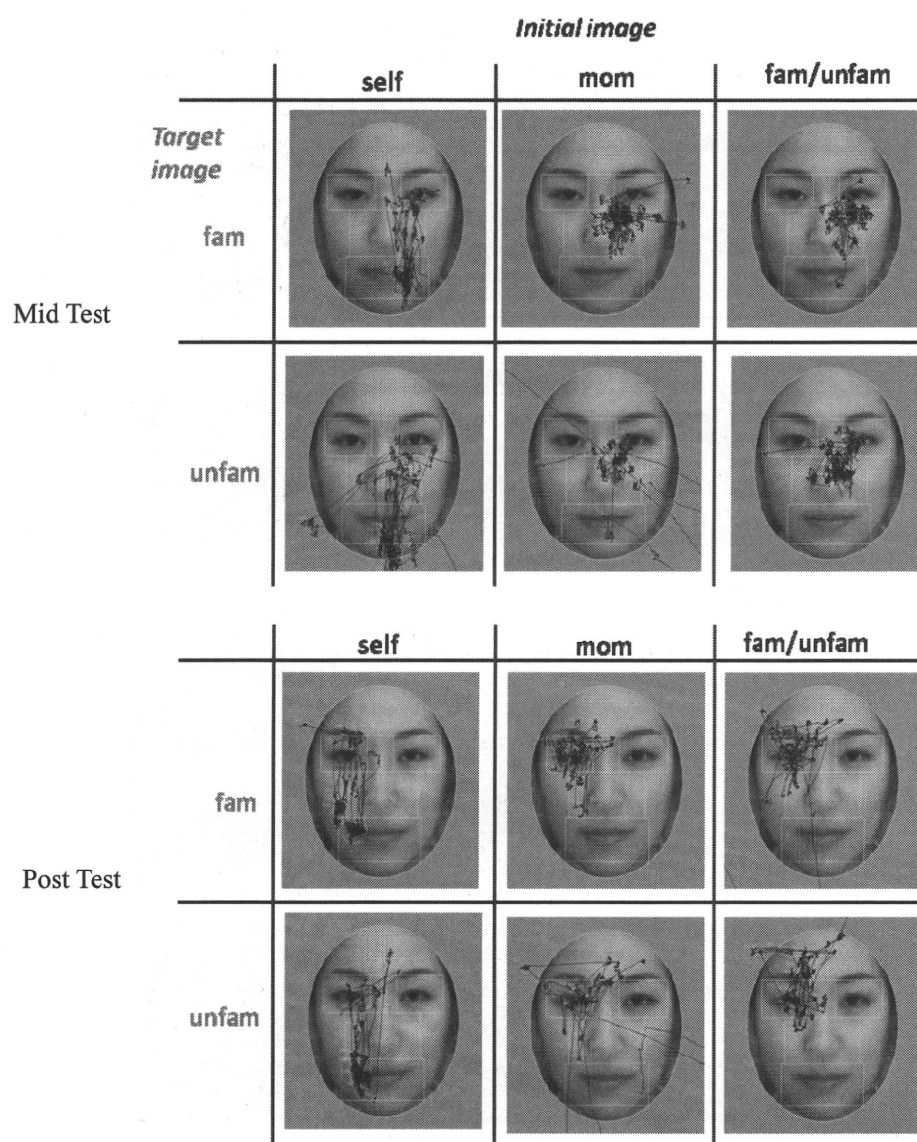 Initial image
self mom fam/unfam
Target
image
fam
Mid Test
unfam
self mom fam/unfam
fam
Post Test
unfam